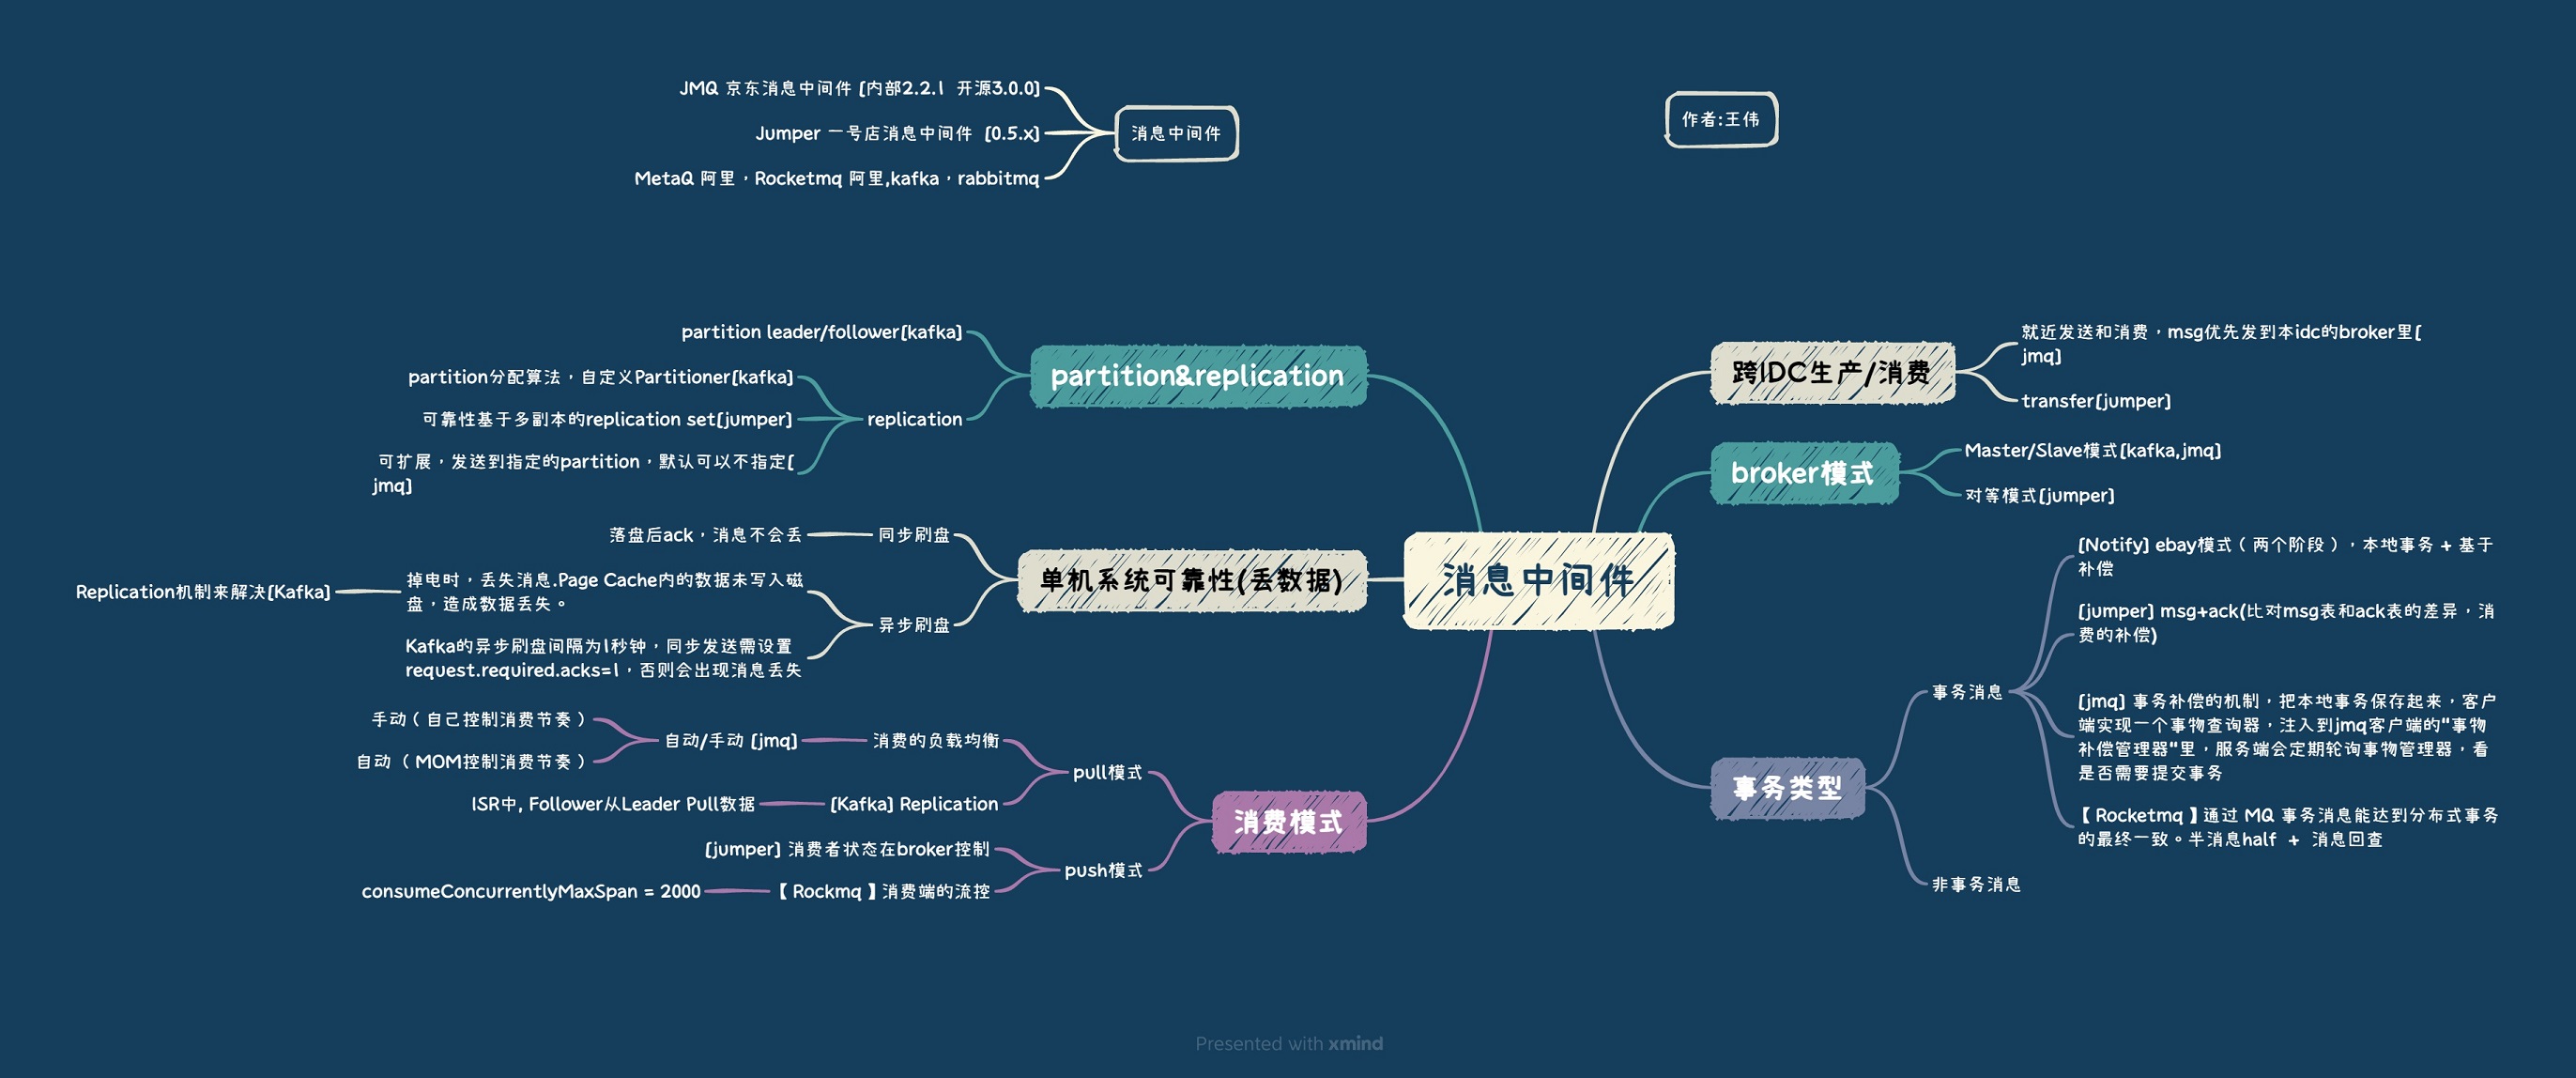 JMQ 京东消息中间件 [内部2.2.1 开源3.0.0]
Jumper 一号店消息中间件 [0.5.x]
MetaQ 阿里，Rocketmq 阿里,kafka，rabbitmq
消息中间件
作者:王伟
partition leader/follower[kafka]
partition分配算法，自定义Partitioner[kafka]
可靠性基于多副本的replication set[jumper]
可扩展，发送到指定的partition，默认可以不指定[
jmq]
replication
partition&replication
落盘后ack，消息不会丢
同步刷盘
Replication机制来解决[Kafka]
掉电时，丢失消息.Page Cache内的数据未写入磁
盘，造成数据丢失。
Kafka的异步刷盘间隔为1秒钟，同步发送需设置
request.required.acks=1，否则会出现消息丢失
异步刷盘
单机系统可靠性(丢数据)
手动（自己控制消费节奏）
自动（MOM控制消费节奏）
自动/手动 [jmq]
消费的负载均衡
ISR中, Follower从Leader Pull数据
[Kafka] Replication
pull模式
[jumper] 消费者状态在broker控制
consumeConcurrentlyMaxSpan = 2000
【Rockmq】消费端的流控
push模式
消费模式
消息中间件
跨IDC生产/消费
就近发送和消费，msg优先发到本idc的broker里[
jmq]
transfer[jumper]
broker模式
Master/Slave模式[kafka,jmq]
对等模式[jumper]
事务类型
事务消息
[Notify] ebay模式（两个阶段），本地事务 + 基于
补偿
[jumper] msg+ack(比对msg表和ack表的差异，消
费的补偿)
[jmq] 事务补偿的机制，把本地事务保存起来，客户
端实现一个事物查询器，注入到jmq客户端的"事物
补偿管理器"里，服务端会定期轮询事物管理器，看
是否需要提交事务
【Rocketmq】通过 MQ 事务消息能达到分布式事务
的最终一致。半消息half + 消息回查
非事务消息
Presented with xmind